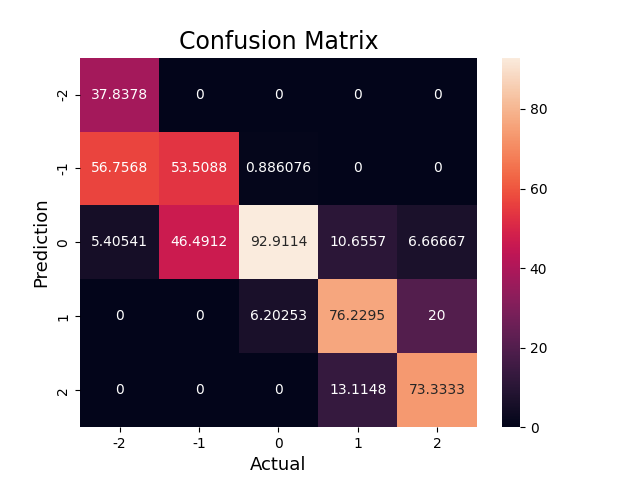 Confusion Matrix
-2 37.8378 0 0 0 0
-1 56.7568 53.5088 0.886076 0 0
0 5.40541 46.4912 92.9114 10.6557 6.66667
1 0 0 6.20253 76.2295 20
2 0 0 0 13.1148 73.3333
-2 -1 0 1 2
Prediction
Actual
80
60
40
20
0